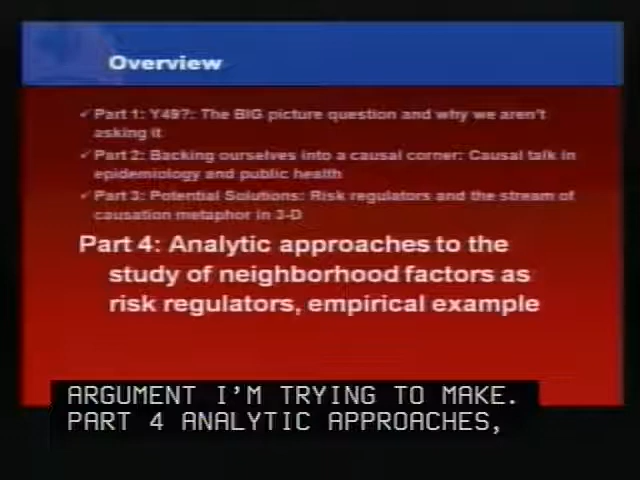 Overview
✓Part 1: Y497: The BIG picture question and why we aren't
asking it
✓Part 2: Backing ourselves into a causal corner: Causal talk in
epidemiology and public health
✓Part 3: Potential Solutions: Risk regulators and the stream of
causation metaphor in 3-D
Part 4: Analytic approaches to the
study of neighborhood factors as
risk regulators, empirical example
ARGUMENT I'M TRYING TO MAKE.
PART 4 ANALYTIC APPROACHES,